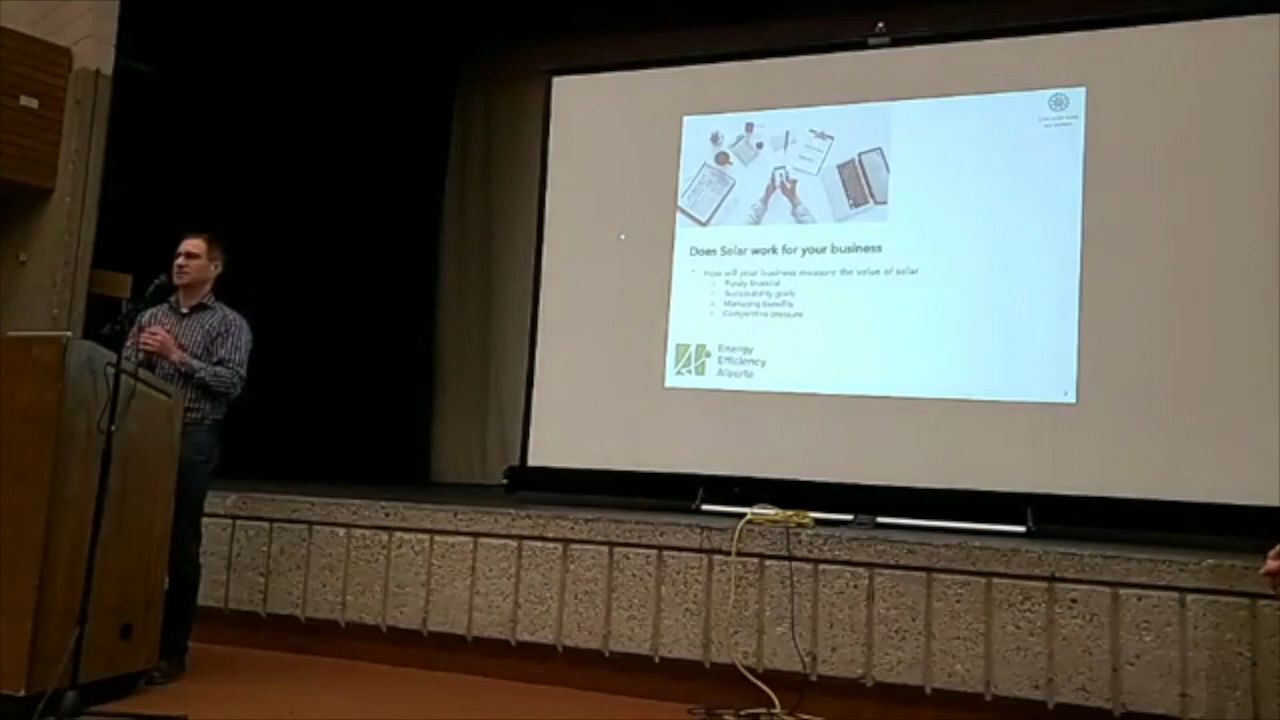 Does Solar work for your business
How will your business measure the value of solar
Purely financial
Sustainability goals
Marketing benefits
Competitive pressure
Energy
Efficiency
Alberta